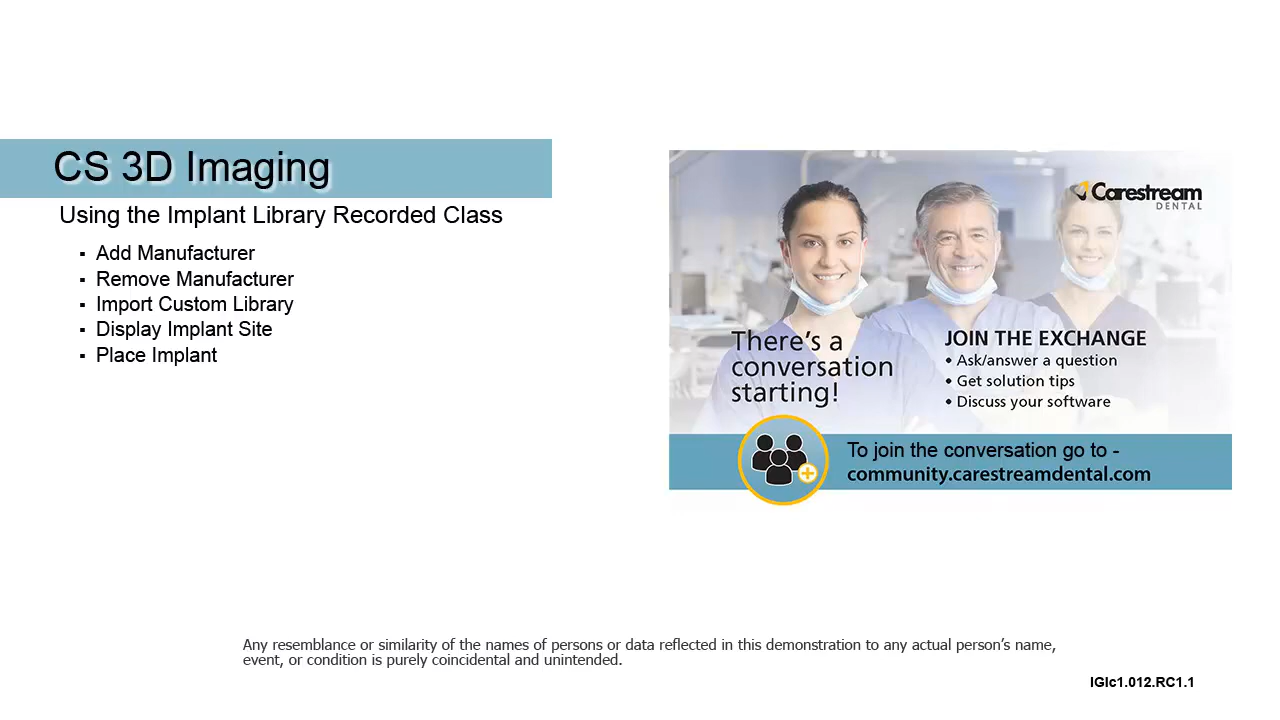 CS 3D Imaging
Using the Implant Library Recorded Class
▪ Add Manufacturer
▪ Remove Manufacturer
▪ Import Custom Library
▪ Display Implant Site
▪ Place Implant
Carestream
DENTAL
There's a
conversation
starting!
JOIN THE EXCHANGE
• Ask/answer a question
• Get solution tips
• Discuss your software
To join the conversation go to -
community.carestreamdental.com
Any resemblance or similarity of the names of persons or data reflected in this demonstration to any actual person's name,
event, or condition is purely coincidental and unintended.
IGIc1.012.RC1.1